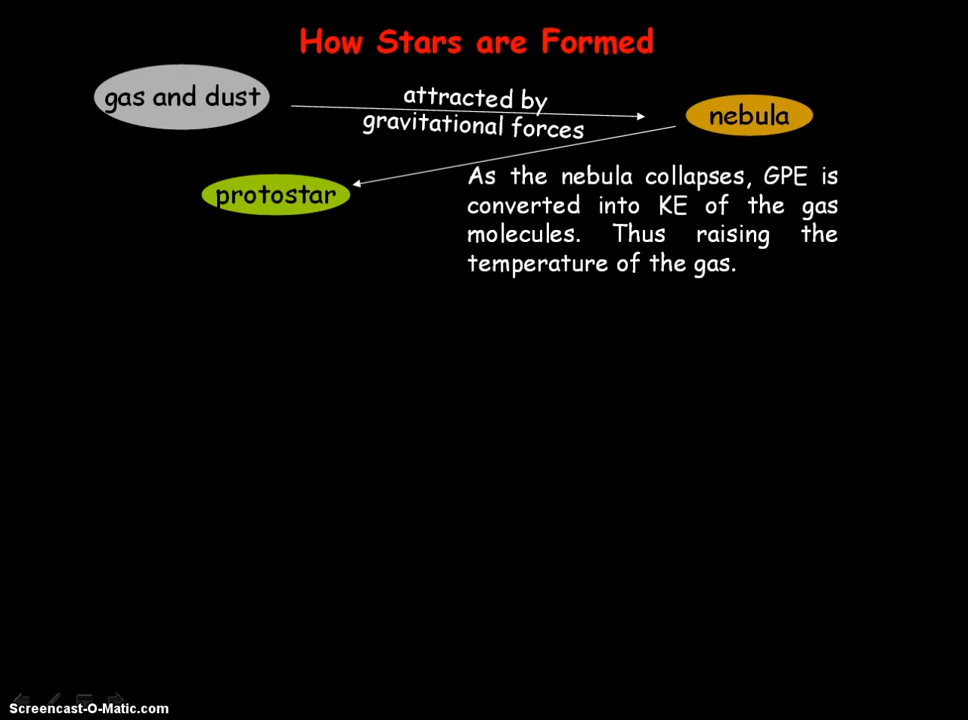 How Stars are Formed
gas and dust
attracted by
gravitational forces
nebula
protostar
As the nebula collapses, GPE is
converted into KE of the gas
molecules. Thus raising the
temperature of the gas.
Screencast-O-Matic.com